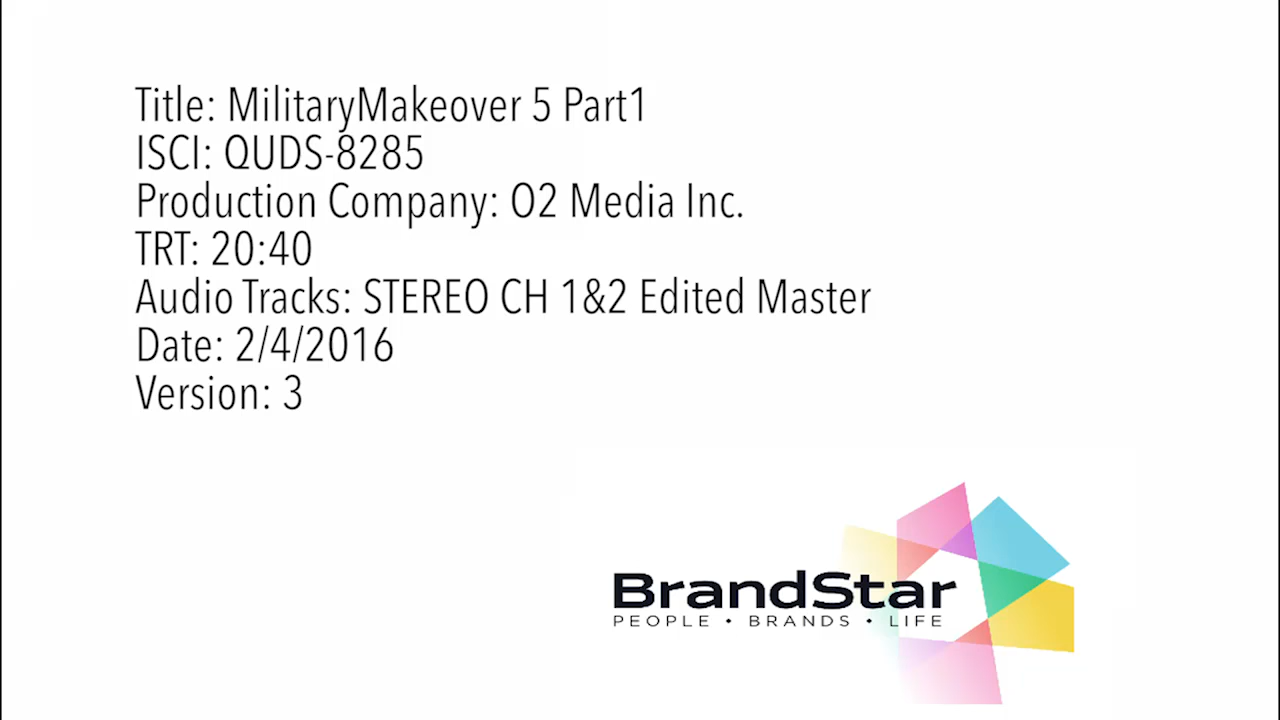 Title: MilitaryMakeover 5 Part1
ISCI: QUDS-8285
Production Company: O2 Media Inc.
TRT: 20:40
Audio Tracks: STEREO CH 1&2 Edited Master
Date: 2/4/2016
Version: 3
BrandStar
PEOPLE • BRANDS • LIFE